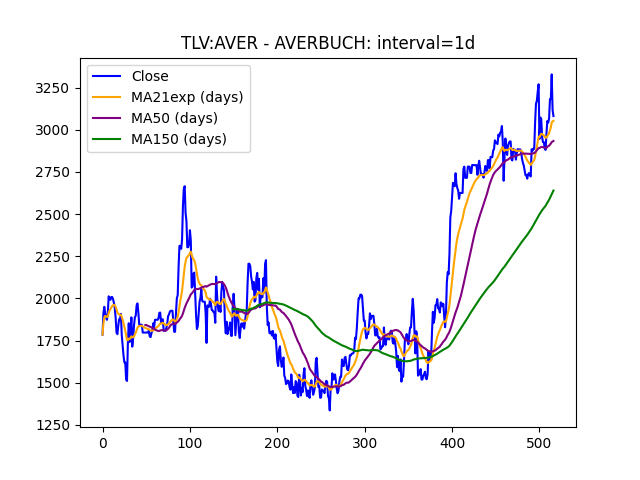 TLV:AVER - AVERBUCH: interval=1d
Close
MA21exp (days)
MA50 (days)
MA150 (days)
3250
3000
2750
2500
2250
2000
1750
1500
1250
0 100 200 300 400 500